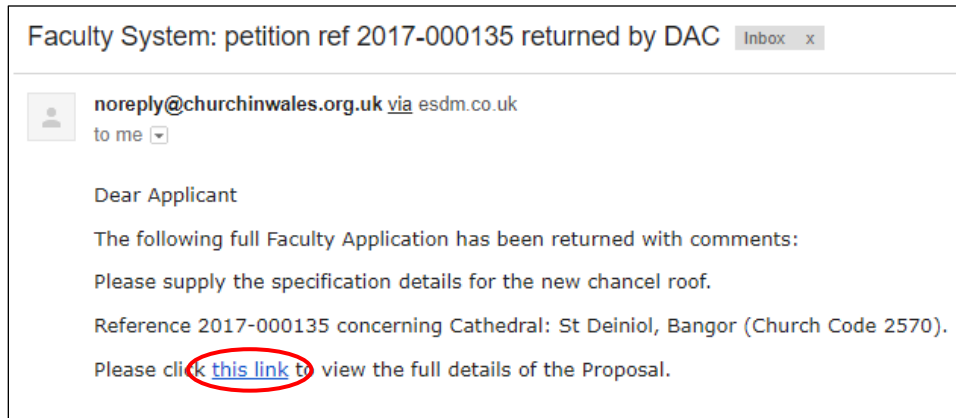 Faculty System: petition ref 2017-000135 returned by DAC Inbox x
noreply@churchinwales.org.uk via esdm.co.uk
to me
Dear Applicant
The following full Faculty Application has been returned with comments:
Please supply the specification details for the new chancel roof.
Reference 2017-000135 concerning Cathedral: St Deiniol, Bangor (Church Code 2570).
Please click this link to view the full details of the Proposal.